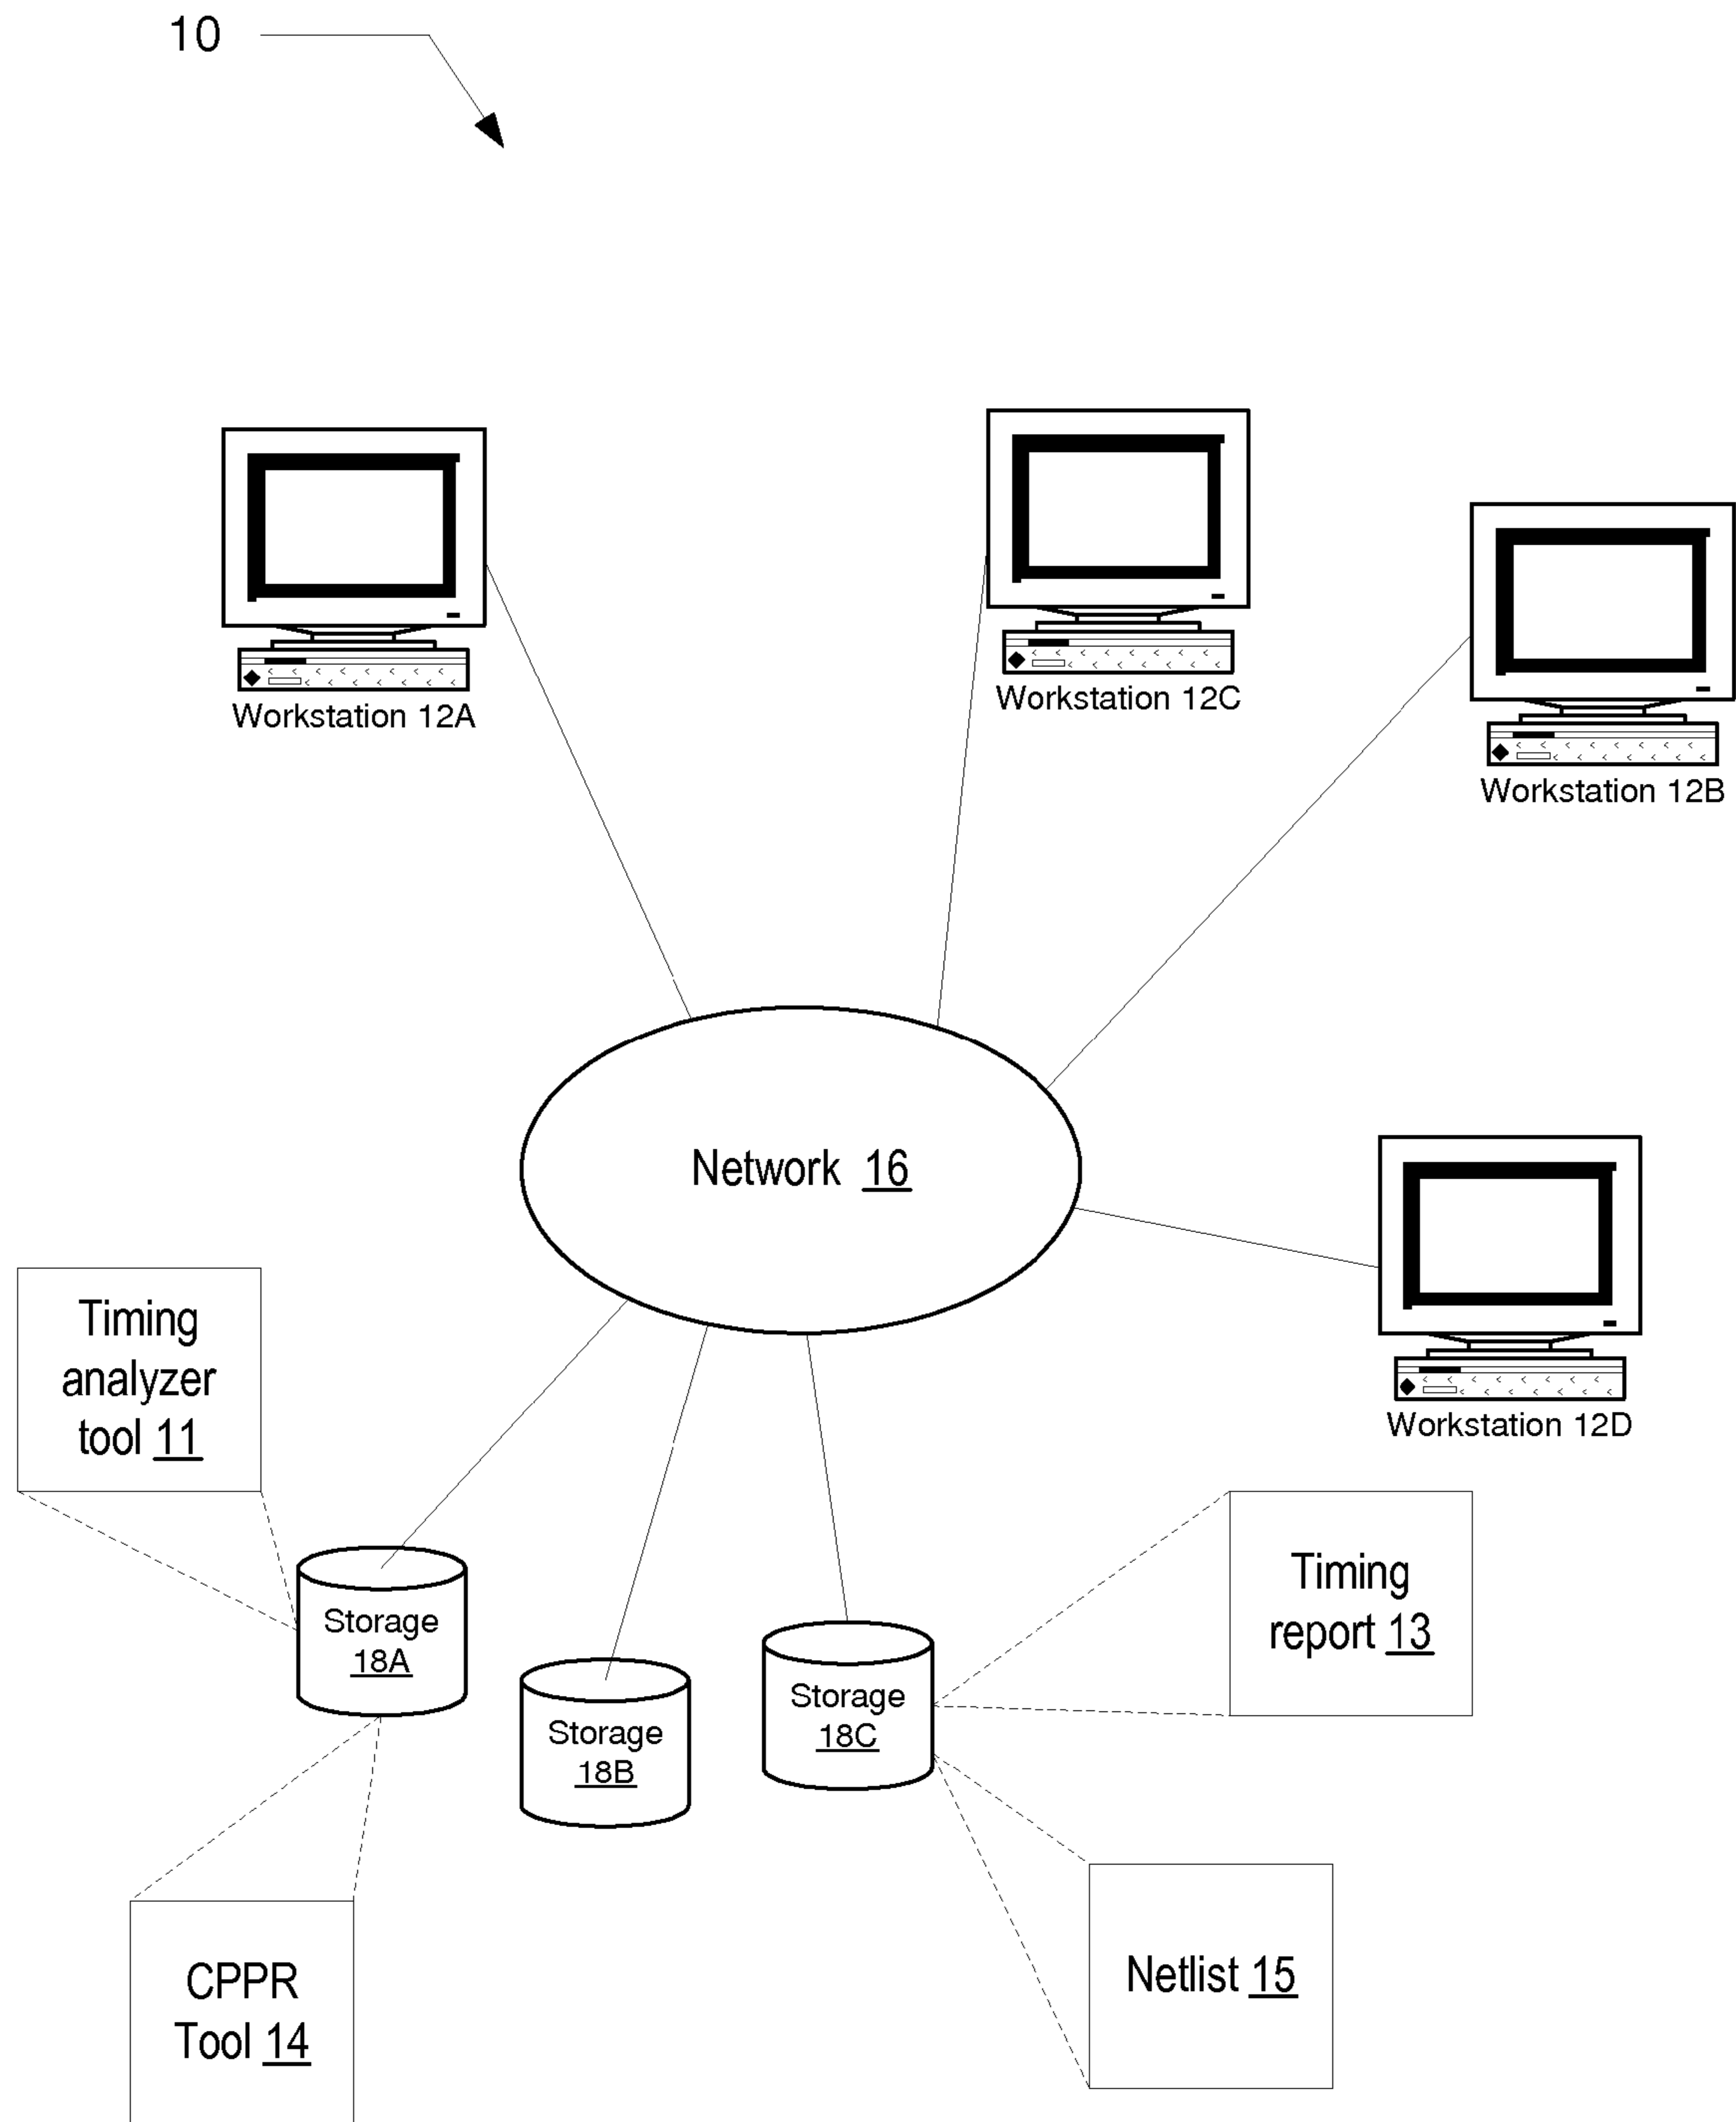 10
Workstation 12A
Workstation 12C
Workstation 12B
Network 16
Workstation 12D
Timing
analyzer
tool 11
Storage
18A
Storage
18B
Storage
18C
Timing
report 13
CPPR
Tool 14
Netlist 15